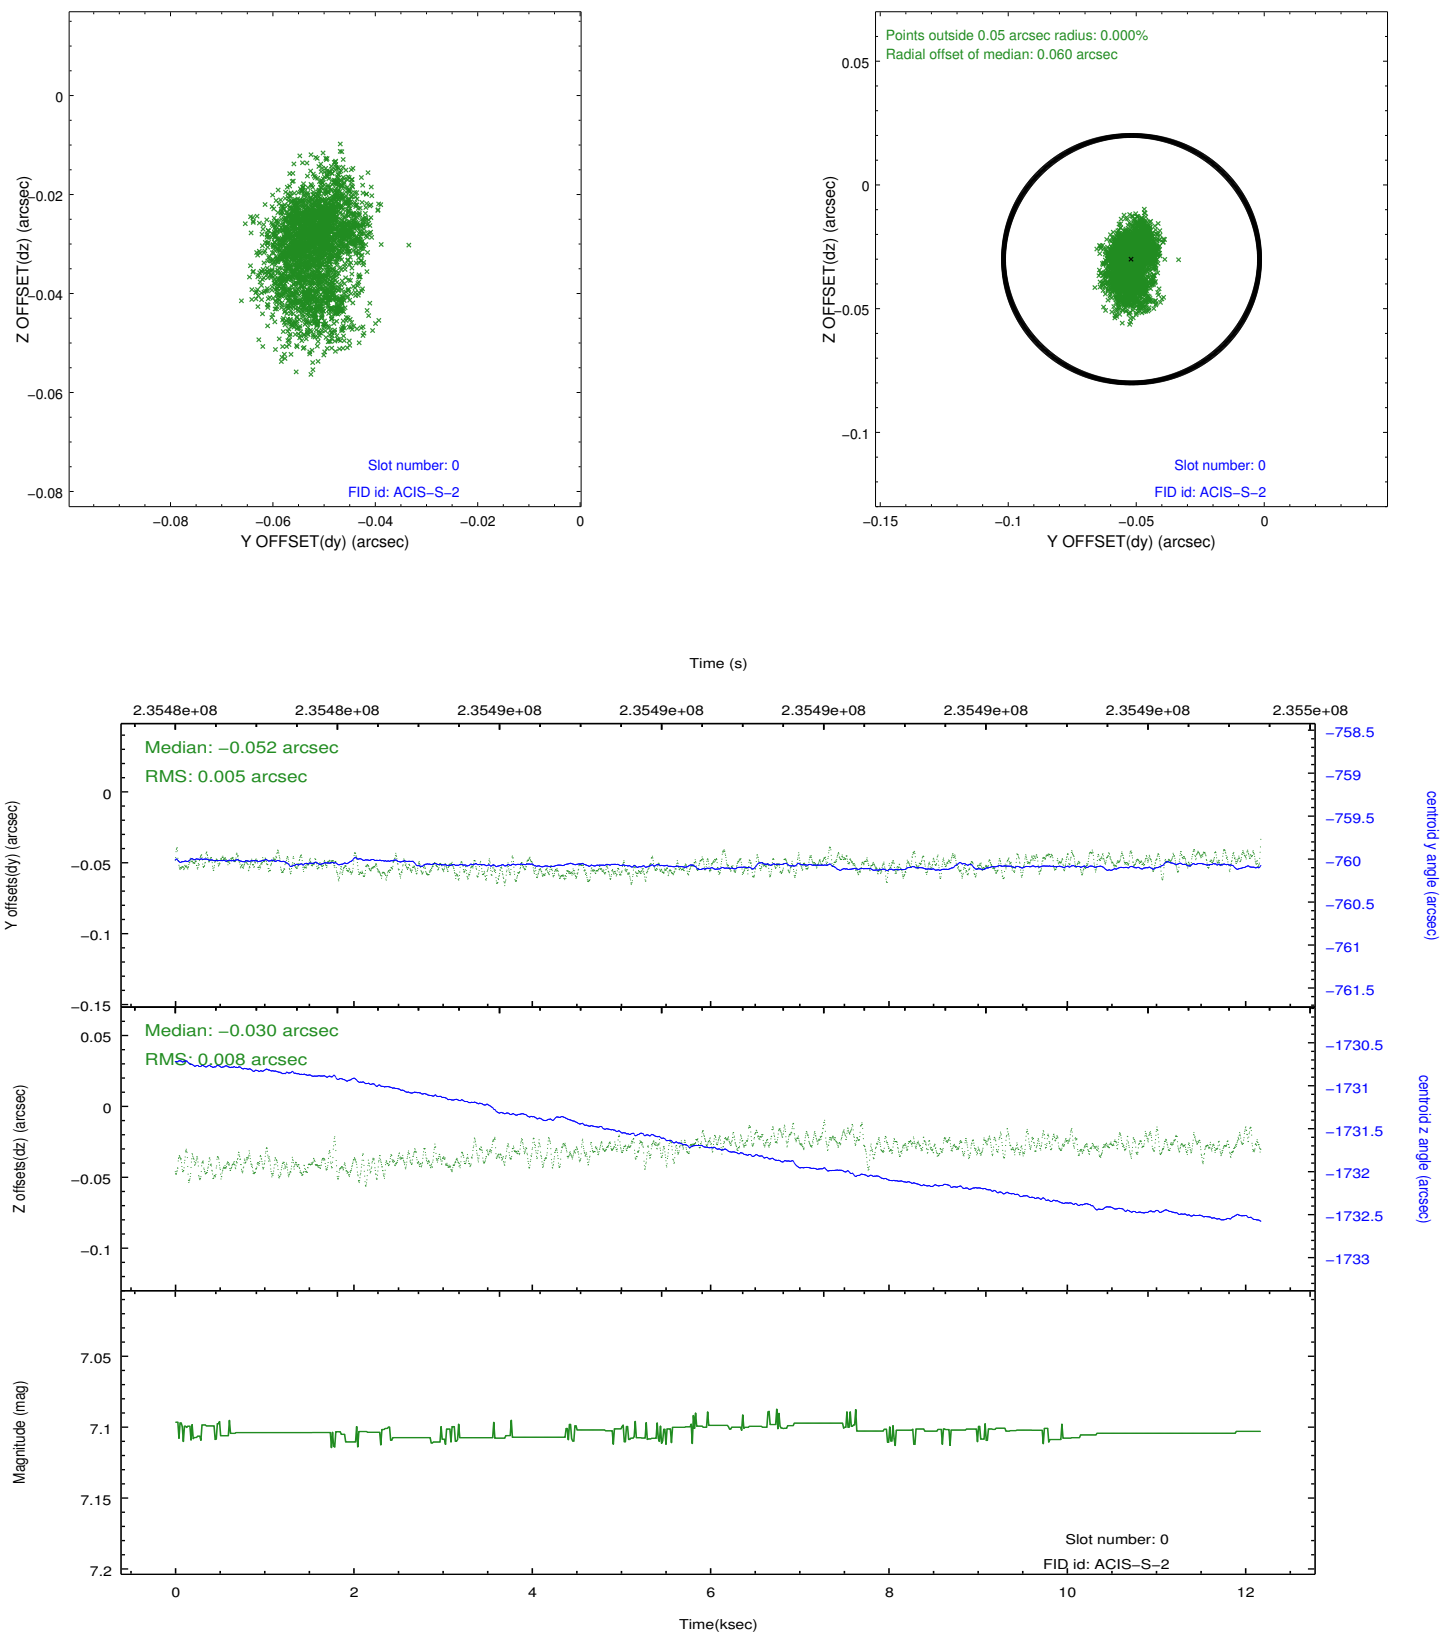 Points outside 0.05 arcsec radius: 0.000%
Radial offset of median: 0.060 arcsec
0
−0.02
−0.04
−0.06
−0.08
Z OFFSET(dz) (arcsec)
Slot number: 0
FID id: ACIS−S−2
−0.08 −0.06 −0.04 −0.02 0
Y OFFSET(dy) (arcsec)
0.05
0
−0.05
−0.1
Z OFFSET(dz) (arcsec)
Slot number: 0
FID id: ACIS−S−2
−0.15 −0.1 −0.05 0
Y OFFSET(dy) (arcsec)
Time (s)
2.3548e+08 2.3548e+08 2.3549e+08 2.3549e+08 2.3549e+08 2.3549e+08 2.3549e+08 2.355e+08
Median: −0.052 arcsec
RMS: 0.005 arcsec
0
−0.05
−0.1
−0.15
Y offsets(dy) (arcsec)
−758.5
−759
−759.5
−760
−760.5
−761
−761.5
centroid y angle (arcsec)
Median: −0.030 arcsec
RMS: 0.008 arcsec
0.05
0
−0.05
−0.1
Z offsets(dz) (arcsec)
−1730.5
−1731
−1731.5
−1732
−1732.5
−1733
centroid z angle (arcsec)
7.05
7.1
7.15
7.2
Magnitude (mag)
Slot number: 0
FID id: ACIS−S−2
0 2 4 6 8 10 12
Time(ksec)